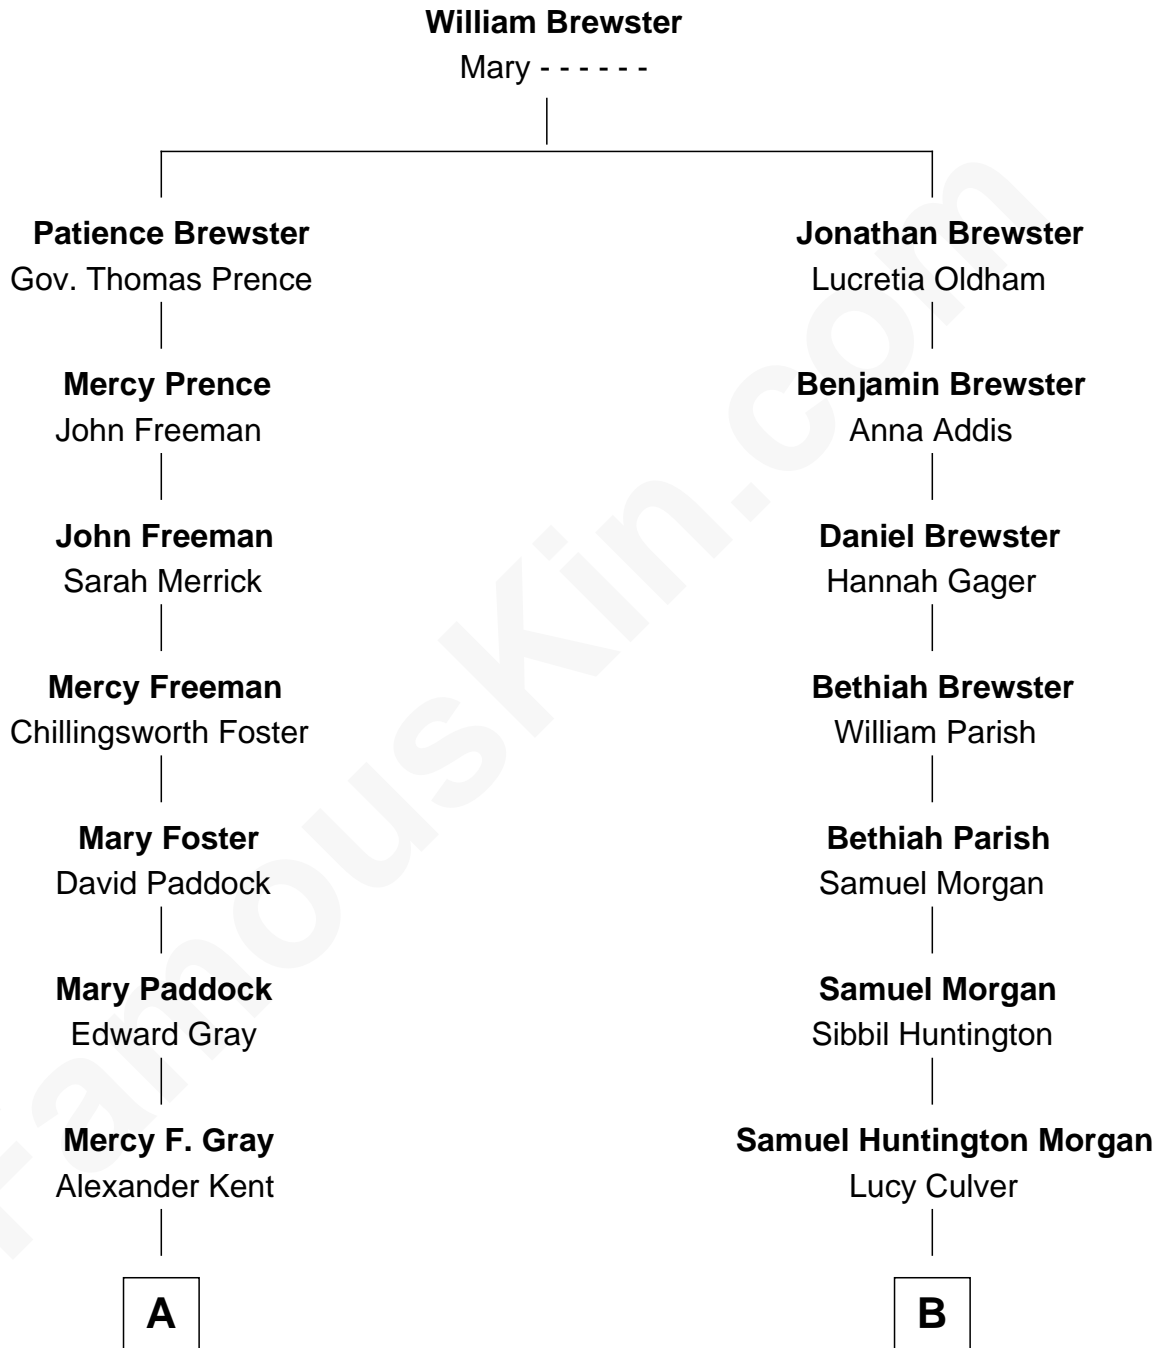 William Brewster
Mary - - - - - -
Patience Brewster
Gov. Thomas Prence
Jonathan Brewster
Lucretia Oldham
Mercy Prence
John Freeman
Benjamin Brewster
Anna Addis
John Freeman
Sarah Merrick
Daniel Brewster
Hannah Gager
Mercy Freeman
Chillingsworth Foster
Bethiah Brewster
William Parish
Mary Foster
David Paddock
Bethiah Parish
Samuel Morgan
Mary Paddock
Edward Gray
Samuel Morgan
Sibbil Huntington
Mercy F. Gray
Alexander Kent
Samuel Huntington Morgan
Lucy Culver
A
B
FamousKin.com